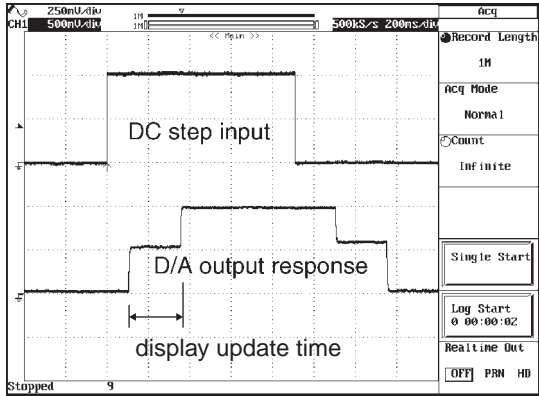 250mV/div
CH1 500mV/div
1M
1M
500kS/s 200ms/div
<< Main >>
DC step input
D/A output response
display update time
Stopped 9
Acq
Record Length
1M
Acq Mode
Normal
Count
Infinite
Single Start
Log Start
0 00:00:02
Realtime Out
OFF PRN HD